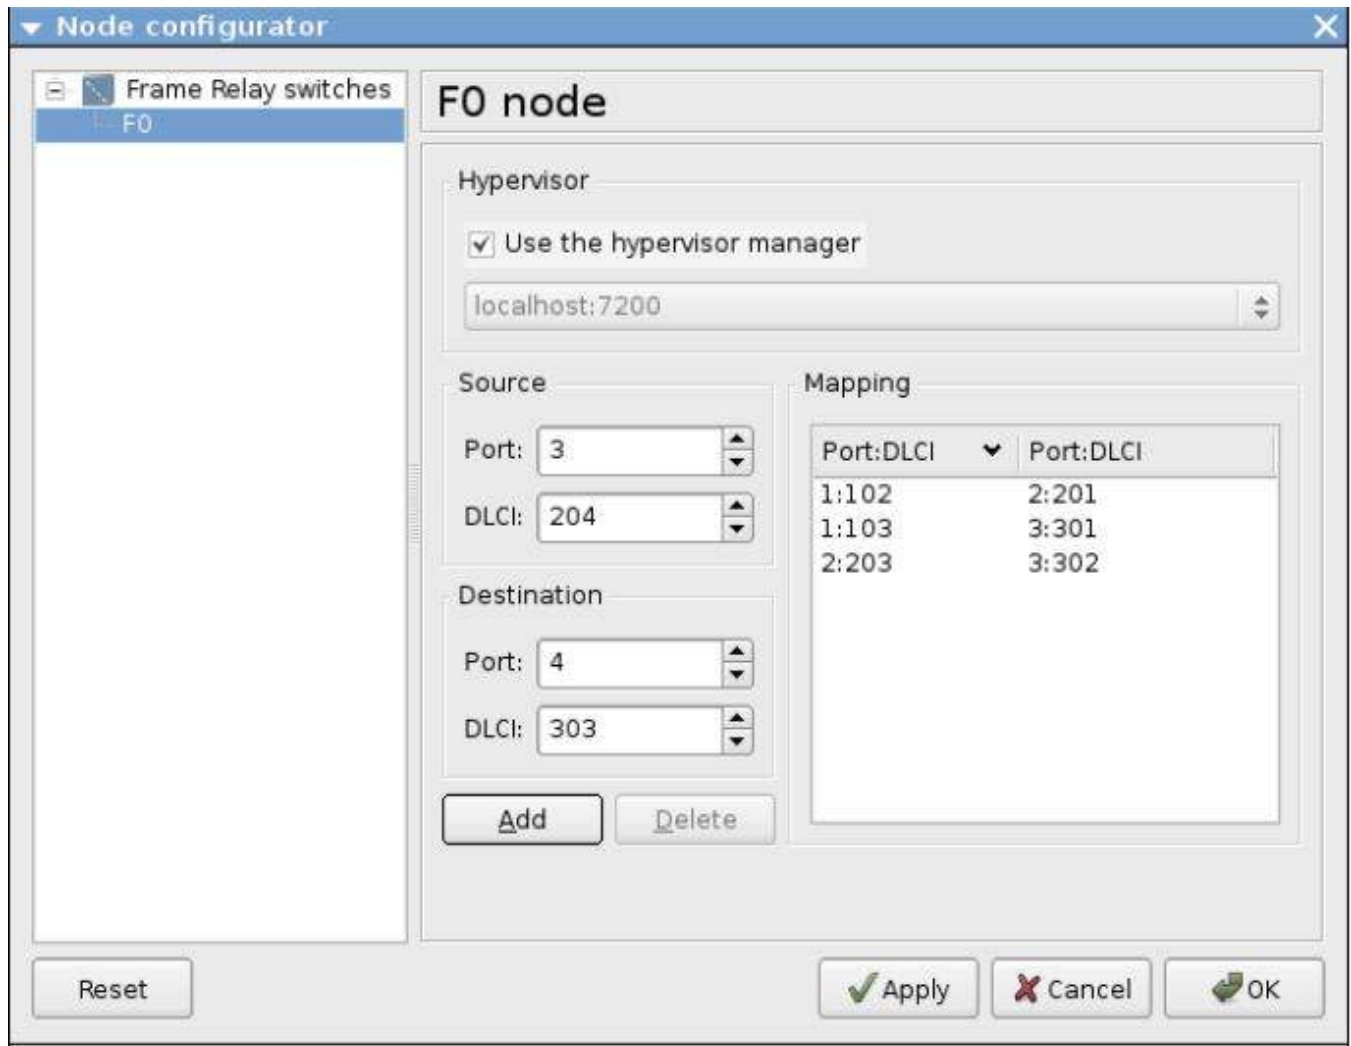 Node configurator
Frame Relay switches
F0
F0 node
Hypervisor
Use the hypervisor manager
localhost:7200
Source
Port: 3
DLCI: 204
Destination
Port: 4
DLCI: 303
Add Delete
Mapping
Port:DLCI Port:DLCI
1:102 2:201
1:103 3:301
2:203 3:302
Reset Apply Cancel OK